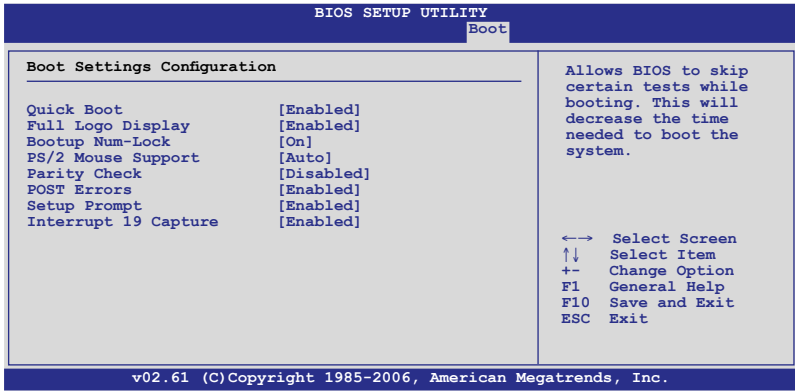 BIOS SETUP UTILITY
Boot
Boot Settings Configuration
Quick Boot [Enabled]
Full Logo Display [Enabled]
Bootup Num-Lock [On]
PS/2 Mouse Support [Auto]
Parity Check [Disabled]
POST Errors [Enabled]
Setup Prompt [Enabled]
Interrupt 19 Capture [Enabled]
Allows BIOS to skip
certain tests while
booting. This will
decrease the time
needed to boot the
system.
←→ Select Screen
↑↓ Select Item
+- Change Option
F1 General Help
F10 Save and Exit
ESC Exit
v02.61 (C)Copyright 1985-2006, American Megatrends, Inc.